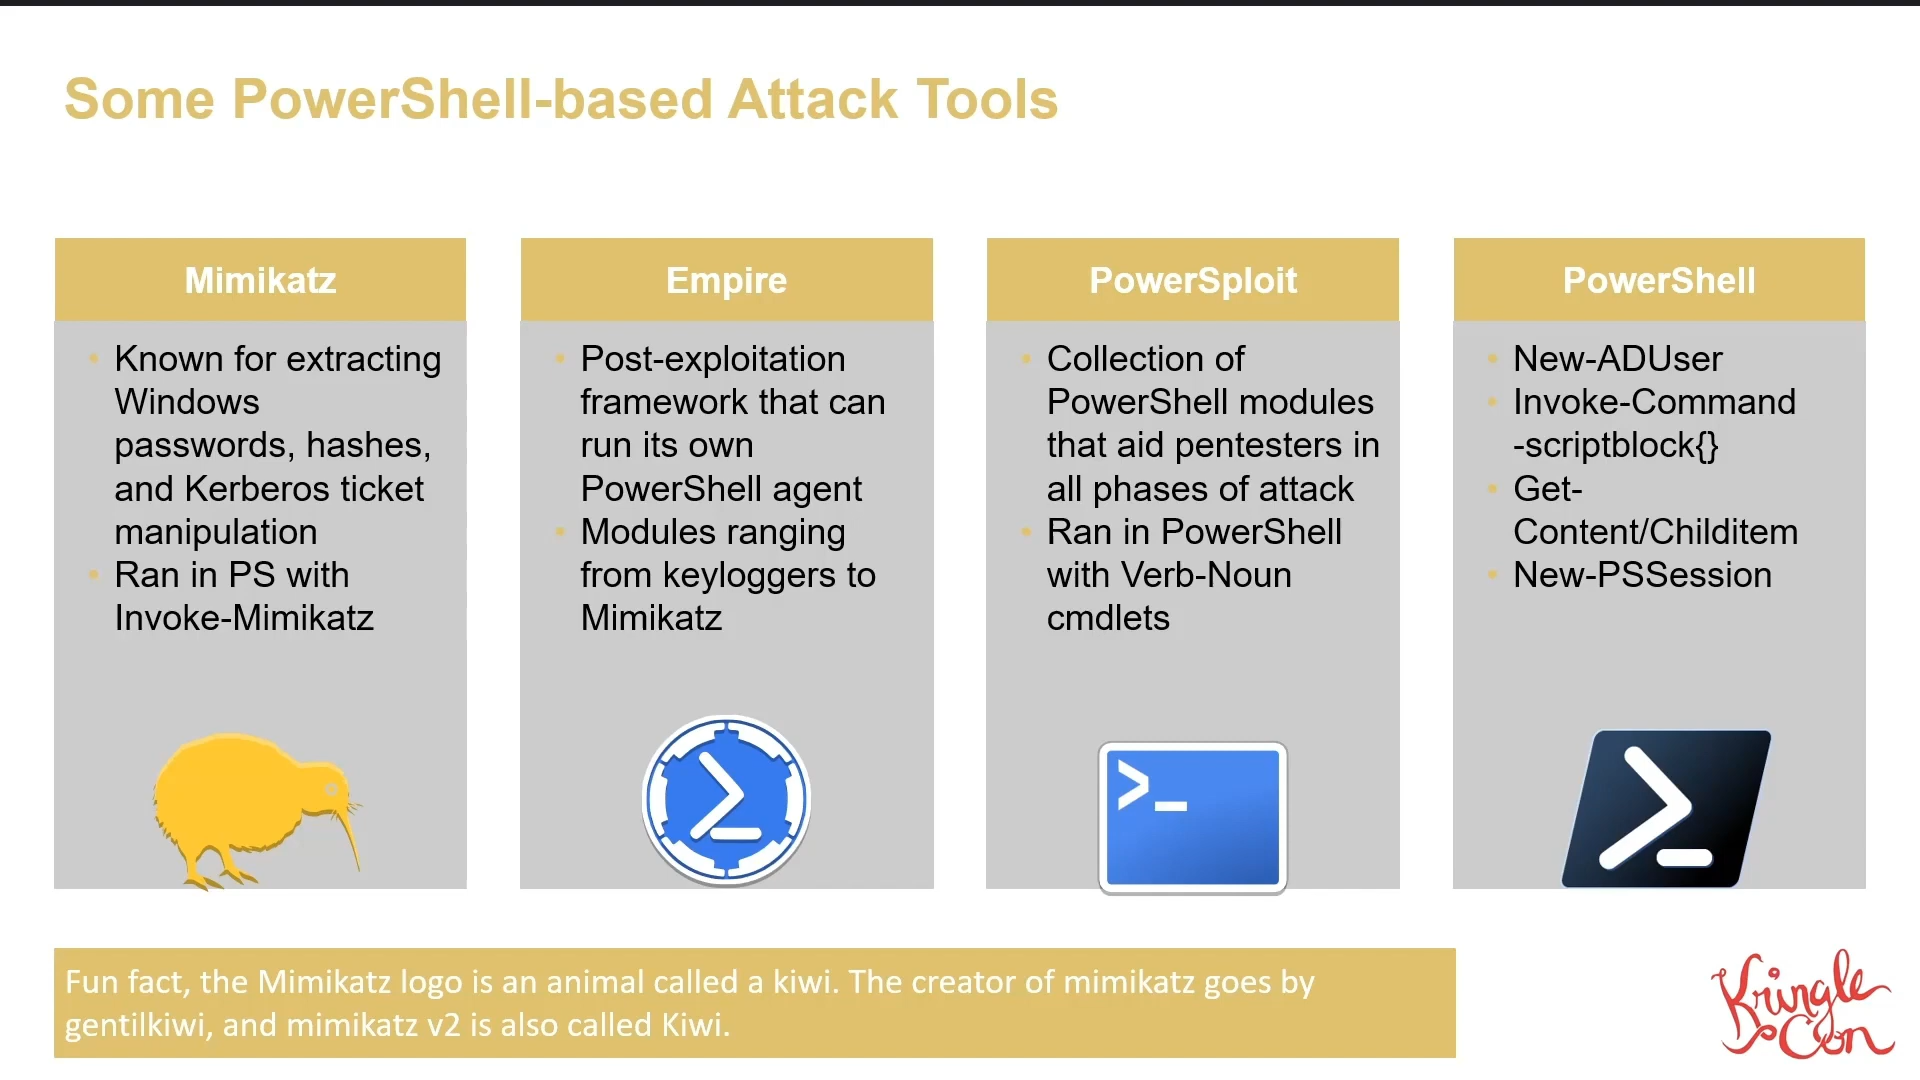 Some PowerShell-based Attack Tools
Mimikatz
• Known for extracting
Windows
passwords, hashes,
and Kerberos ticket
manipulation
• Ran in PS with
Invoke-Mimikatz
Empire
• Post-exploitation
framework that can
run its own
PowerShell agent
• Modules ranging
from keyloggers to
Mimikatz
PowerSploit
• Collection of
PowerShell modules
that aid pentesters in
all phases of attack
• Ran in PowerShell
with Verb-Noun
cmdlets
PowerShell
• New-ADUser
• Invoke-Command
-scriptblock{}
• Get-
Content/Childitem
• New-PSSession
Fun fact, the Mimikatz logo is an animal called a kiwi. The creator of mimikatz goes by
gentilkiwi, and mimikatz v2 is also called Kiwi.
Kringle
Con